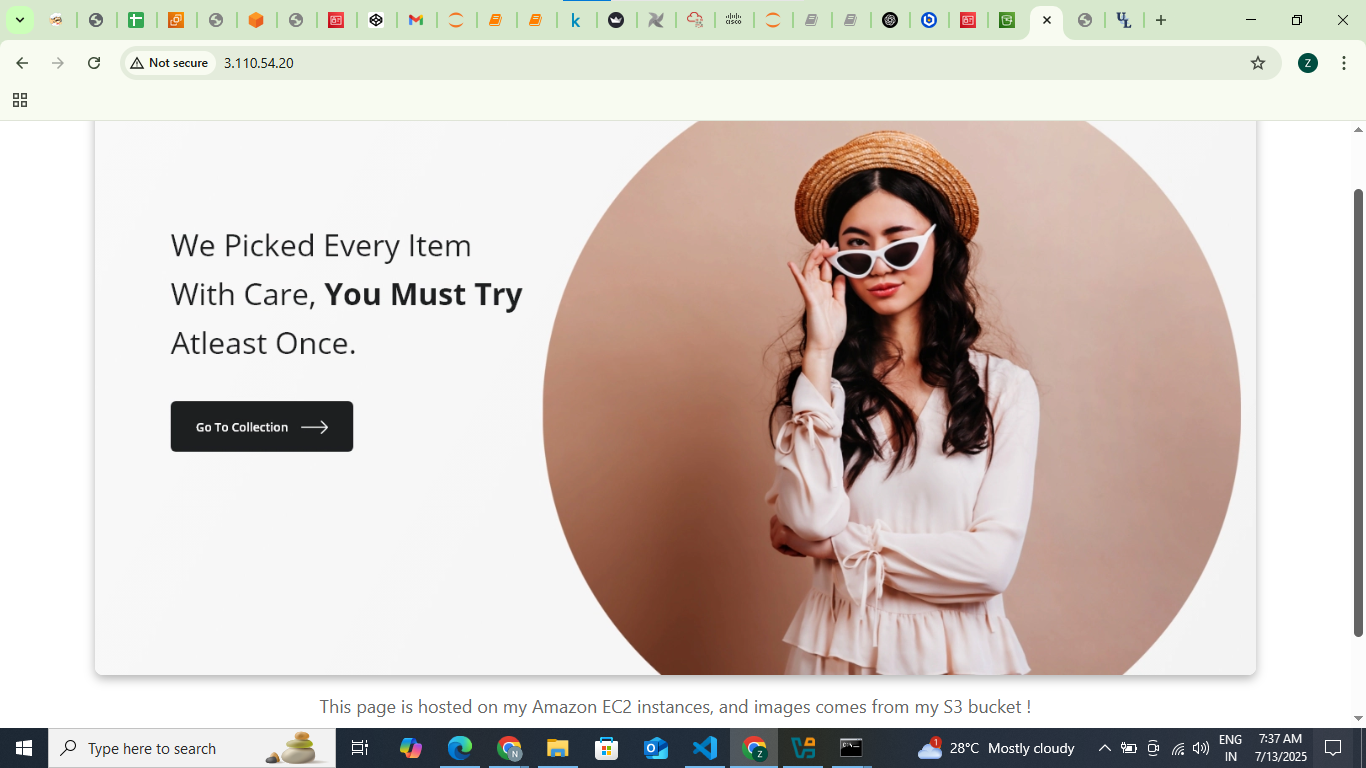 Not secure
3.110.54.20
Z
We Picked Every Item
With Care, You Must Try
Atleast Once.
Go To Collection
This page is hosted on my Amazon EC2 instances, and images comes from my S3 bucket !
Type here to search
N
Z
1
28°C Mostly cloudy
ENG
IN
7:37 AM
7/13/2025